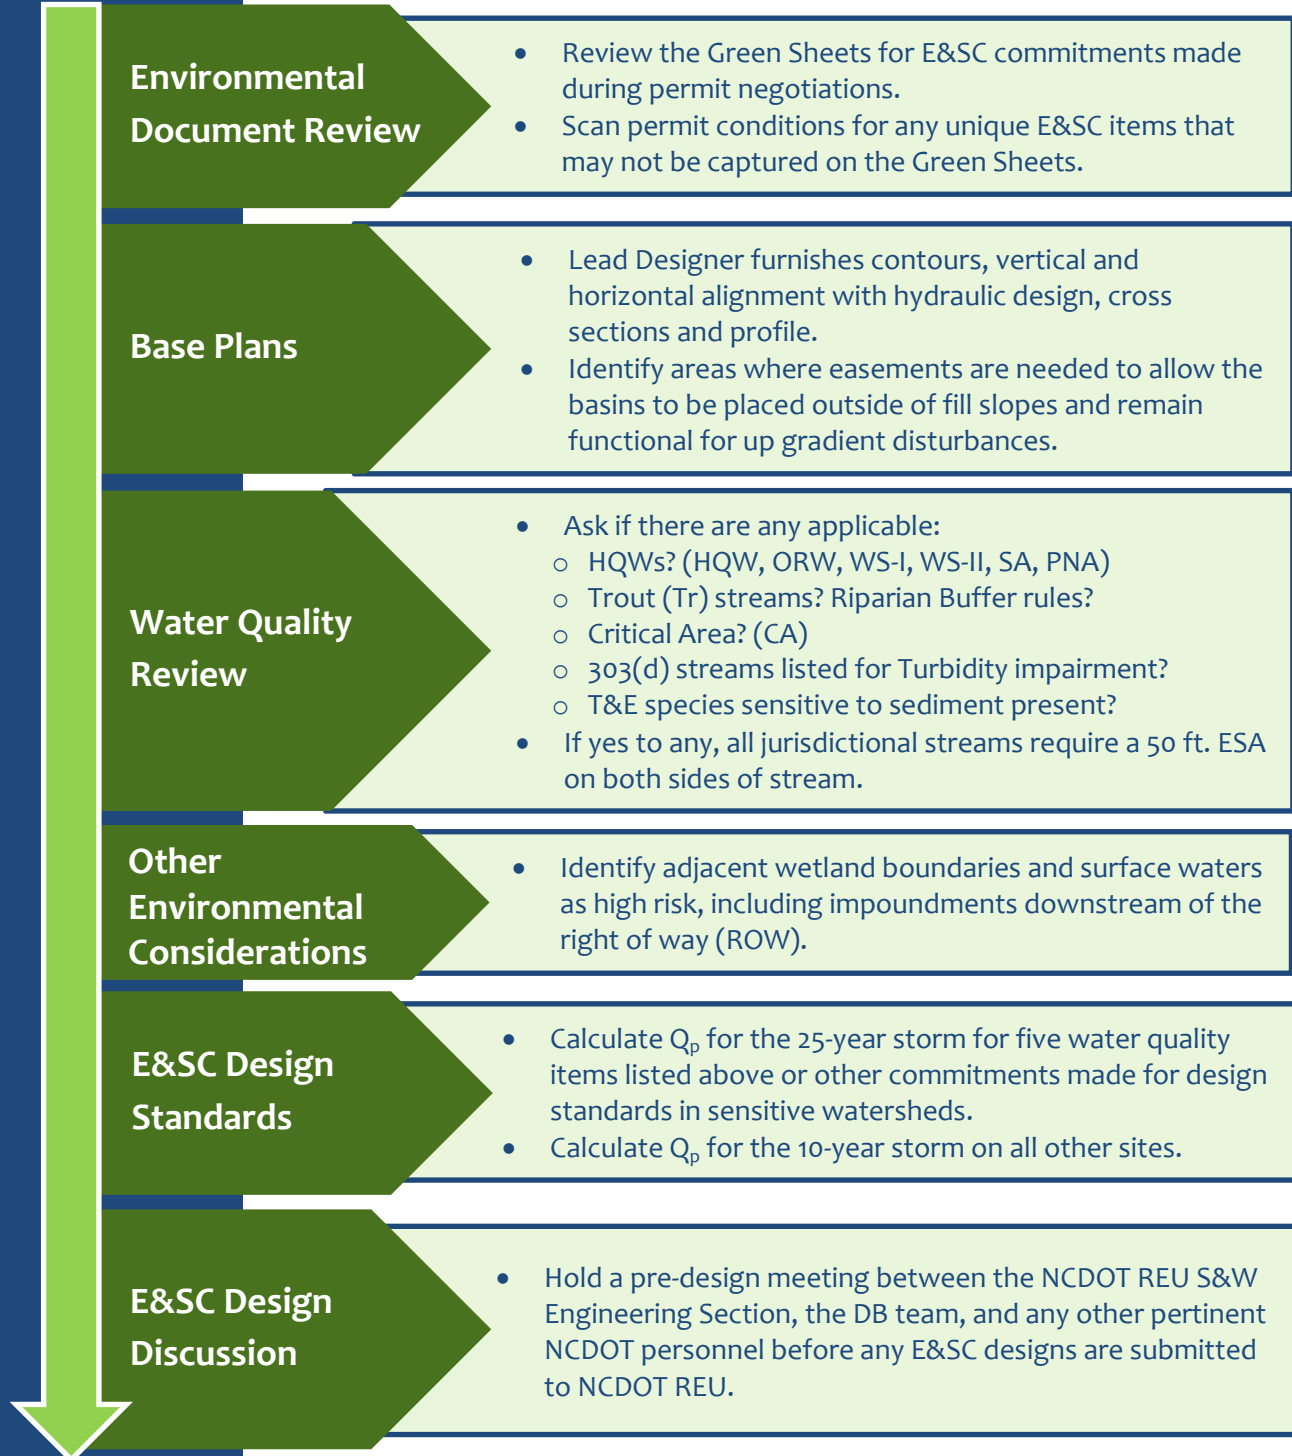 Environmental
Document Review
• Review the Green Sheets for E&SC commitments made
during permit negotiations.
• Scan permit conditions for any unique E&SC items that
may not be captured on the Green Sheets.
Base Plans
• Lead Designer furnishes contours, vertical and
horizontal alignment with hydraulic design, cross
sections and profile.
• Identify areas where easements are needed to allow the
basins to be placed outside of fill slopes and remain
functional for up gradient disturbances.
Water Quality
Review
• Ask if there are any applicable:
o HQWs? (HQW, ORW, WS-I, WS-II, SA, PNA)
o Trout (Tr) streams? Riparian Buffer rules?
o Critical Area? (CA)
o 303(d) streams listed for Turbidity impairment?
o T&E species sensitive to sediment present?
• If yes to any, all jurisdictional streams require a 50 ft. ESA
on both sides of stream.
Other
Environmental
Considerations
• Identify adjacent wetland boundaries and surface waters
as high risk, including impoundments downstream of the
right of way (ROW).
E&SC Design
Standards
• Calculate Qp for the 25-year storm for five water quality
items listed above or other commitments made for design
standards in sensitive watersheds.
• Calculate Qp for the 10-year storm on all other sites.
E&SC Design
Discussion
• Hold a pre-design meeting between the NCDOT REU S&W
Engineering Section, the DB team, and any other pertinent
NCDOT personnel before any E&SC designs are submitted
to NCDOT REU.